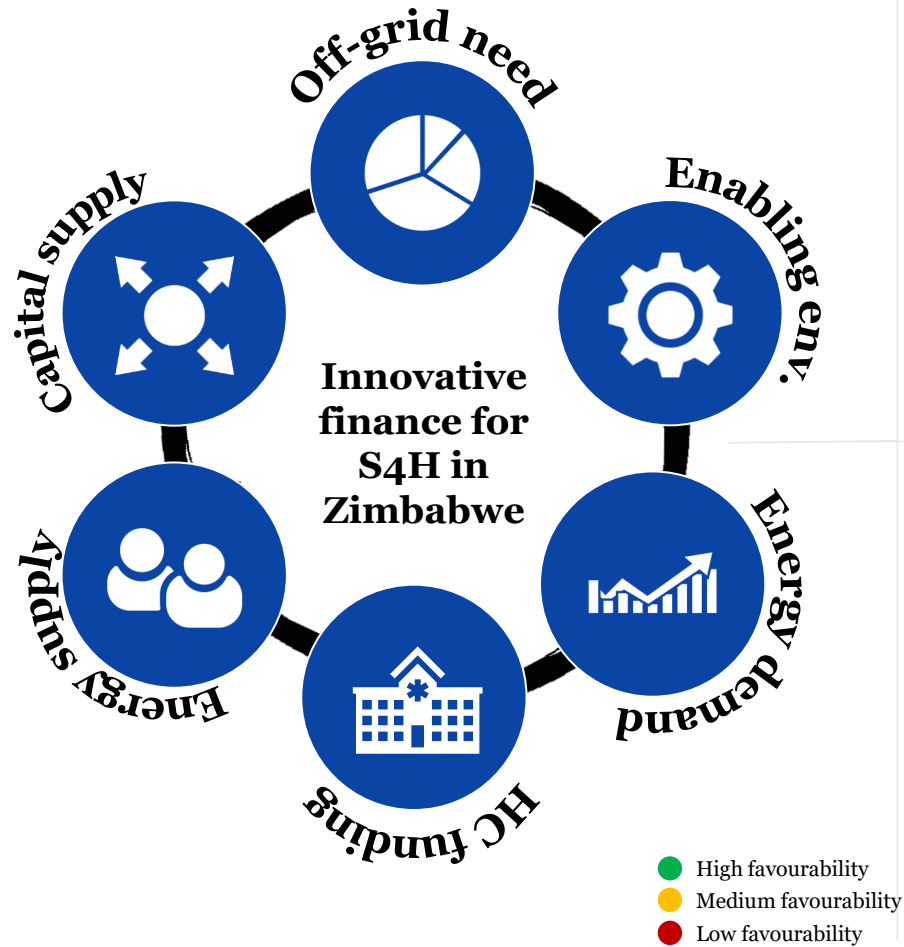 Off-grid need
Enabling env.
Energy demand
HC funding
Energy supply
Capital supply
Innovative
finance for
S4H in
Zimbabwe
High favourability
Medium favourability
Low favourability